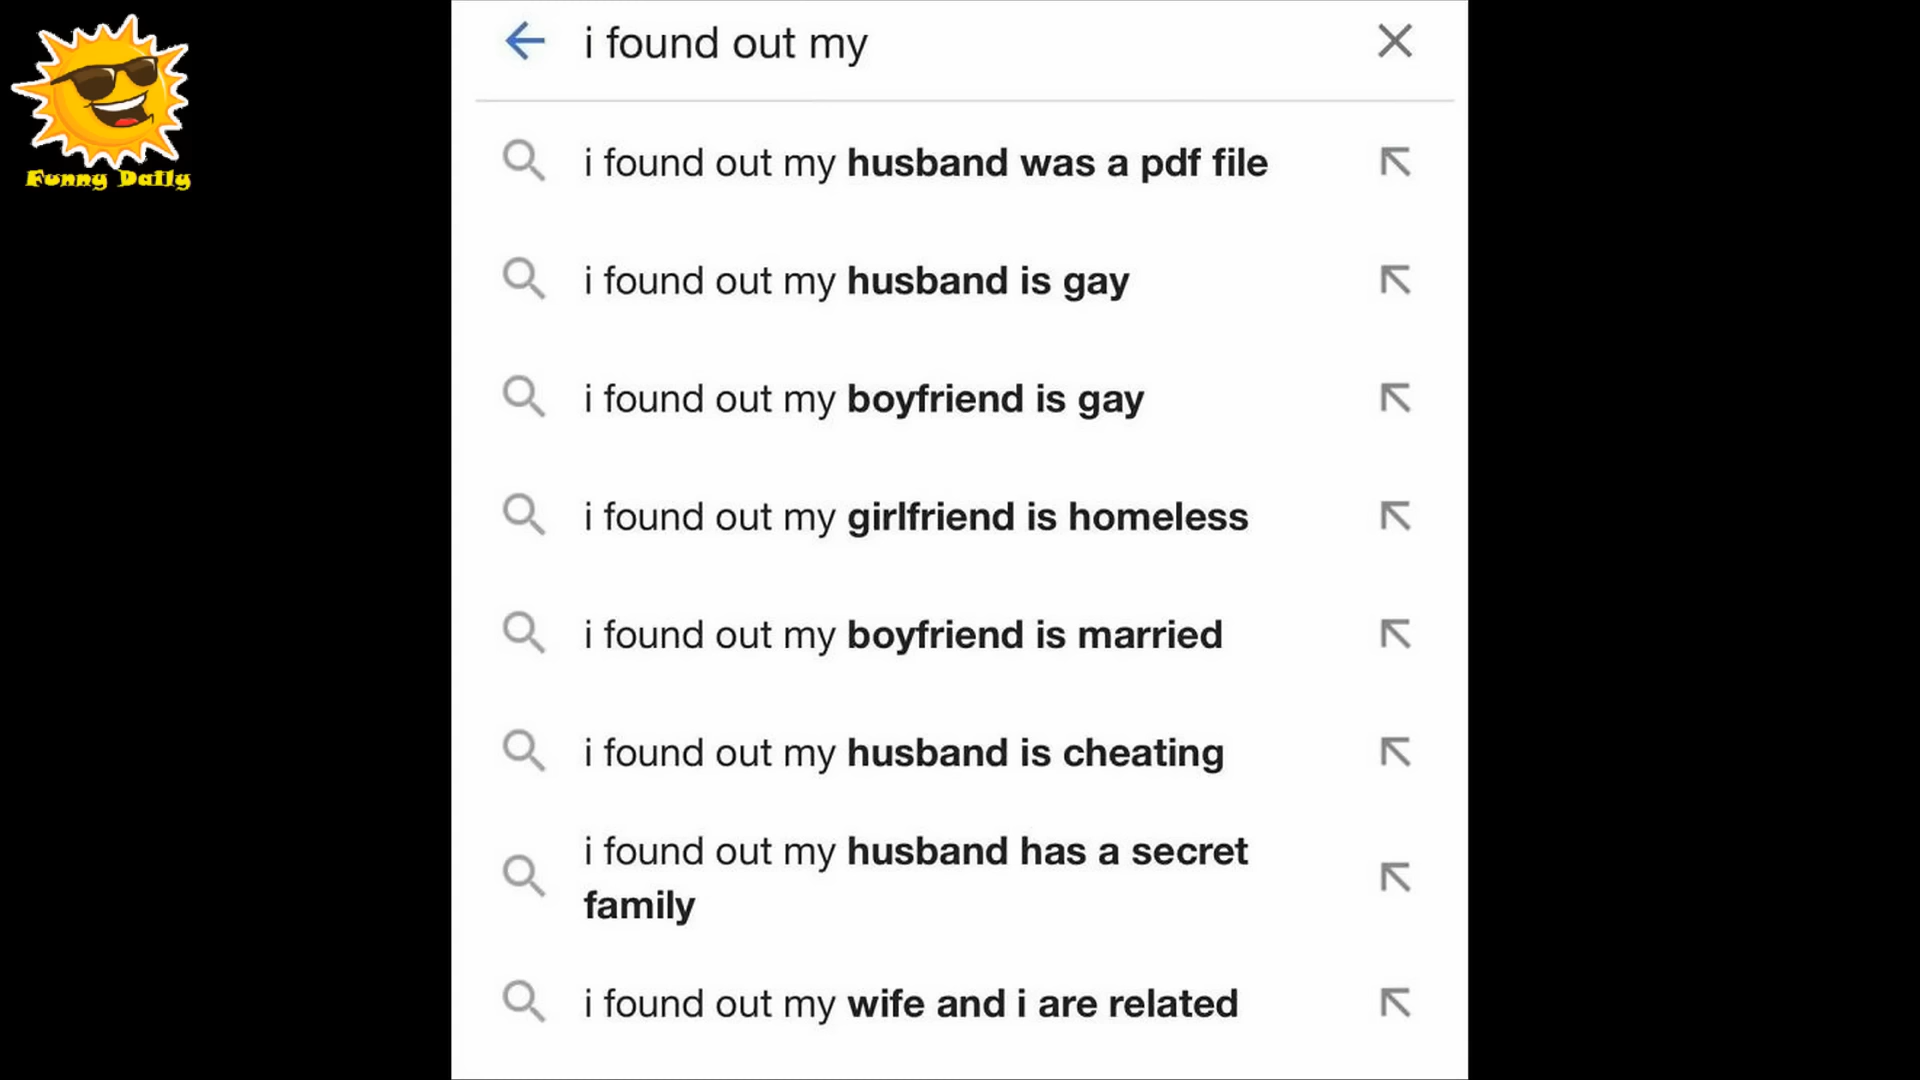 Funny Daily
i found out my
i found out my husband was a pdf file
i found out my husband is gay
i found out my boyfriend is gay
i found out my girlfriend is homeless
i found out my boyfriend is married
i found out my husband is cheating
i found out my husband has a secret
family
i found out my wife and i are related